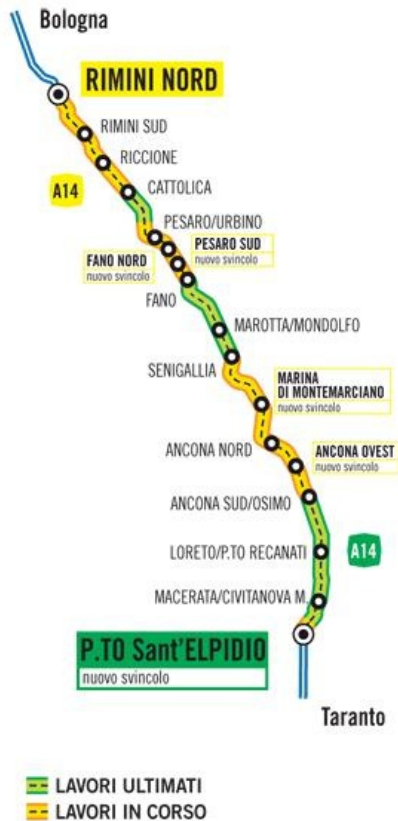 Bologna
RIMINI NORD
RIMINI SUD
RICCIONE
A14
CATTOLICA
PESARO/URBINO
PESARO SUD
nuovo svincolo
FANO NORD
nuovo svincolo
FANO
MAROTTA/MONDOLFO
SENIGALLIA
MARINA
DI MONTEMARCIANO
nuovo svincolo
ANCONA NORD
ANCONA OVEST
nuovo svincolo
ANCONA SUD/OSIMO
LORETO/P.TO RECANATI
A14
MACERATA/CIVITANOVA M.
P.TO Sant'ELPIDIO
nuovo svincolo
Taranto
LAVORI ULTIMATI
LAVORI IN CORSO